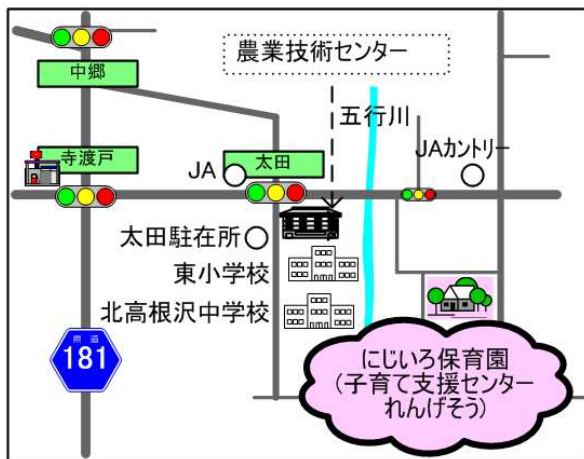 農業技術センター
中郷
五行川
寺渡戸
JA
太田
JAカントリー
太田駐在所
東小学校
北高根沢中学校
県道
181
にじいろ保育園
(子育て支援センター
れんげそう)